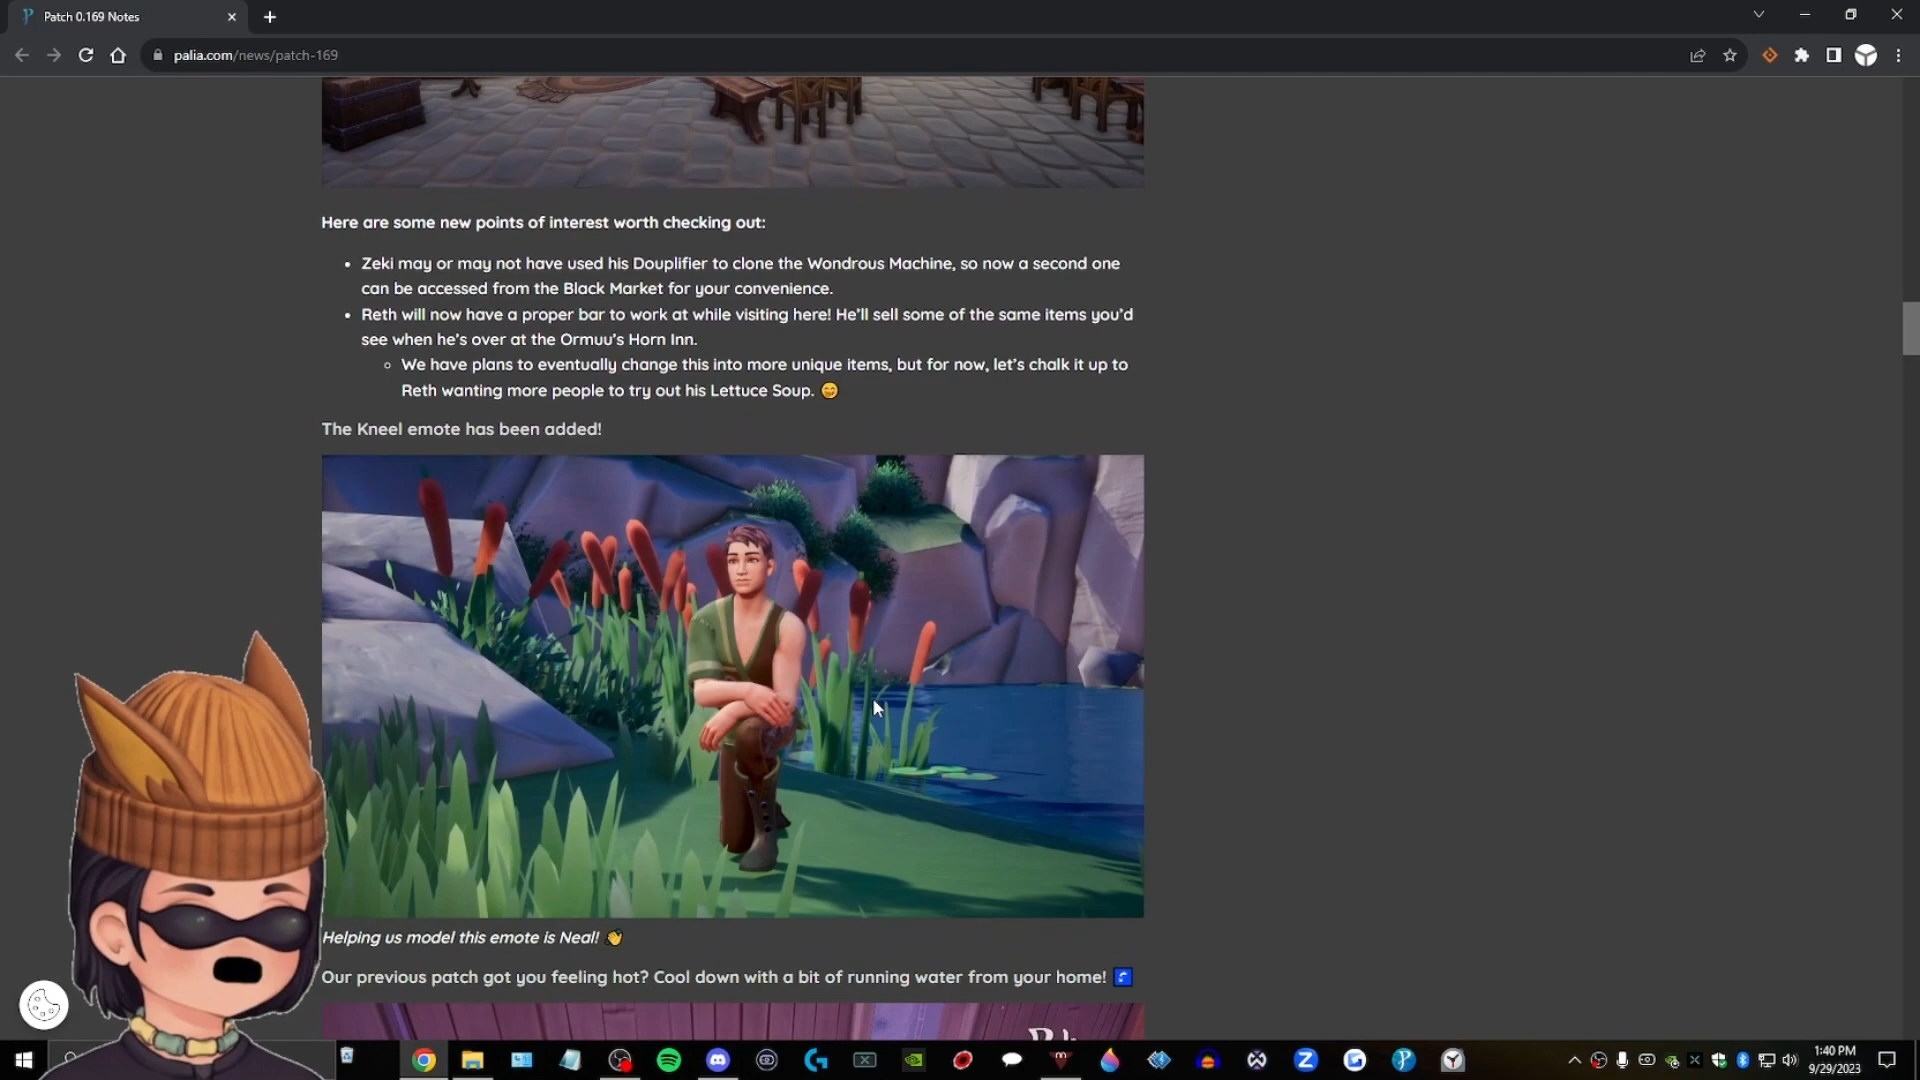 Patch 0.169 Notes
palia.com/news/patch-169
Here are some new points of interest worth checking out:
• Zeki may or may not have used his Douplifier to clone the Wondrous Machine, so now a second one
can be accessed from the Black Market for your convenience.
• Reth will now have a proper bar to work at while visiting here! He'll sell some of the same items you'd
see when he's over at the Ormuu's Horn Inn.
◦ We have plans to eventually change this into more unique items, but for now, let's chalk it up to
Reth wanting more people to try out his Lettuce Soup. 😄
The Kneel emote has been added!
Helping us model this emote is Neal! 👏
Our previous patch got you feeling hot? Cool down with a bit of running water from your home!
1:40 PM
9/29/2023